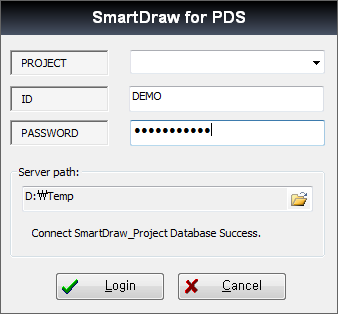 SmartDraw for PDS
PROJECT
ID
DEMO
PASSWORD
●●●●●●●●●●●
Server path:
D:₩Temp
Connect SmartDraw_Project Database Success.
Login
Cancel